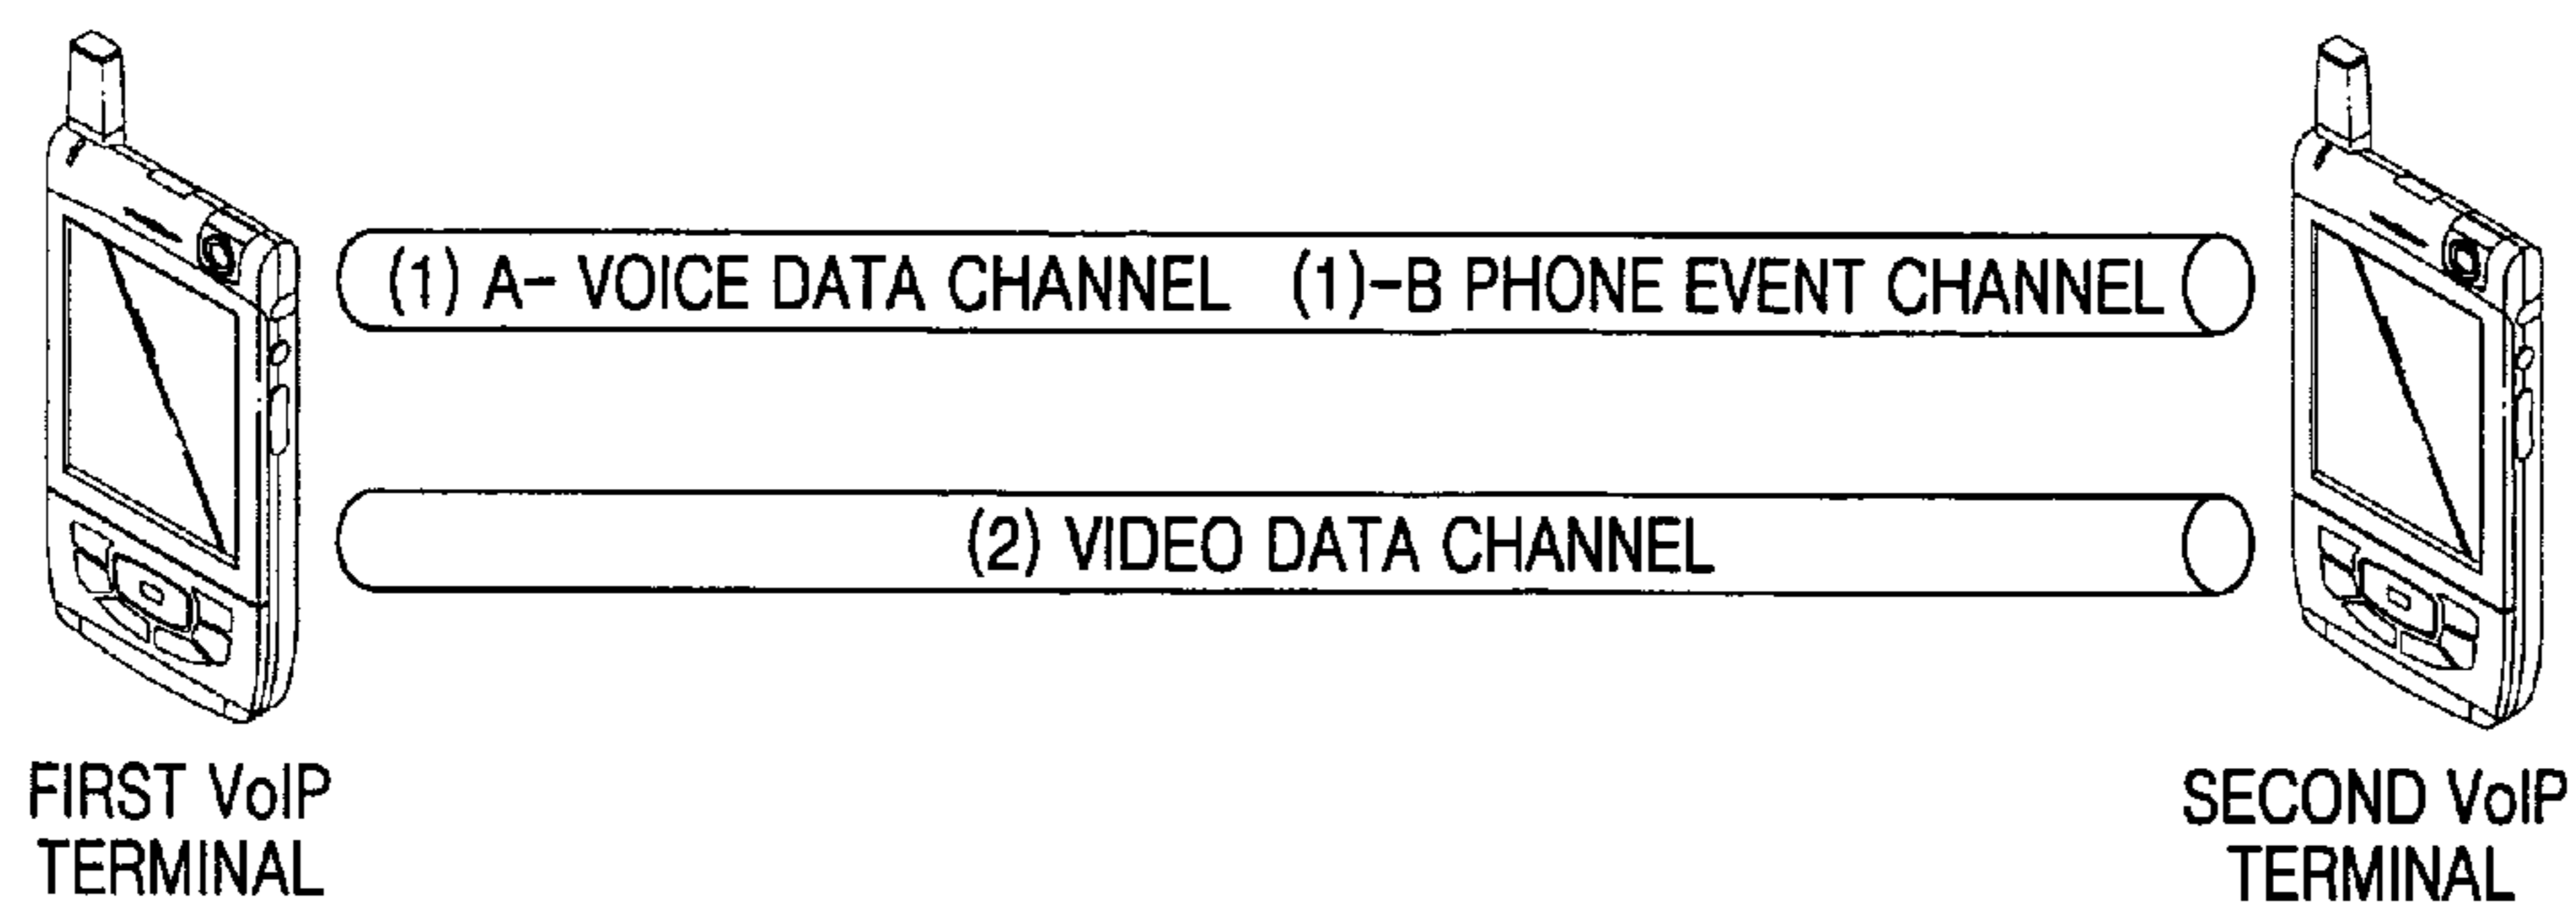 (1) A- VOICE DATA CHANNEL (1)-B PHONE EVENT CHANNEL
(2) VIDEO DATA CHANNEL
FIRST VoIP
TERMINAL
SECOND VoIP
TERMINAL